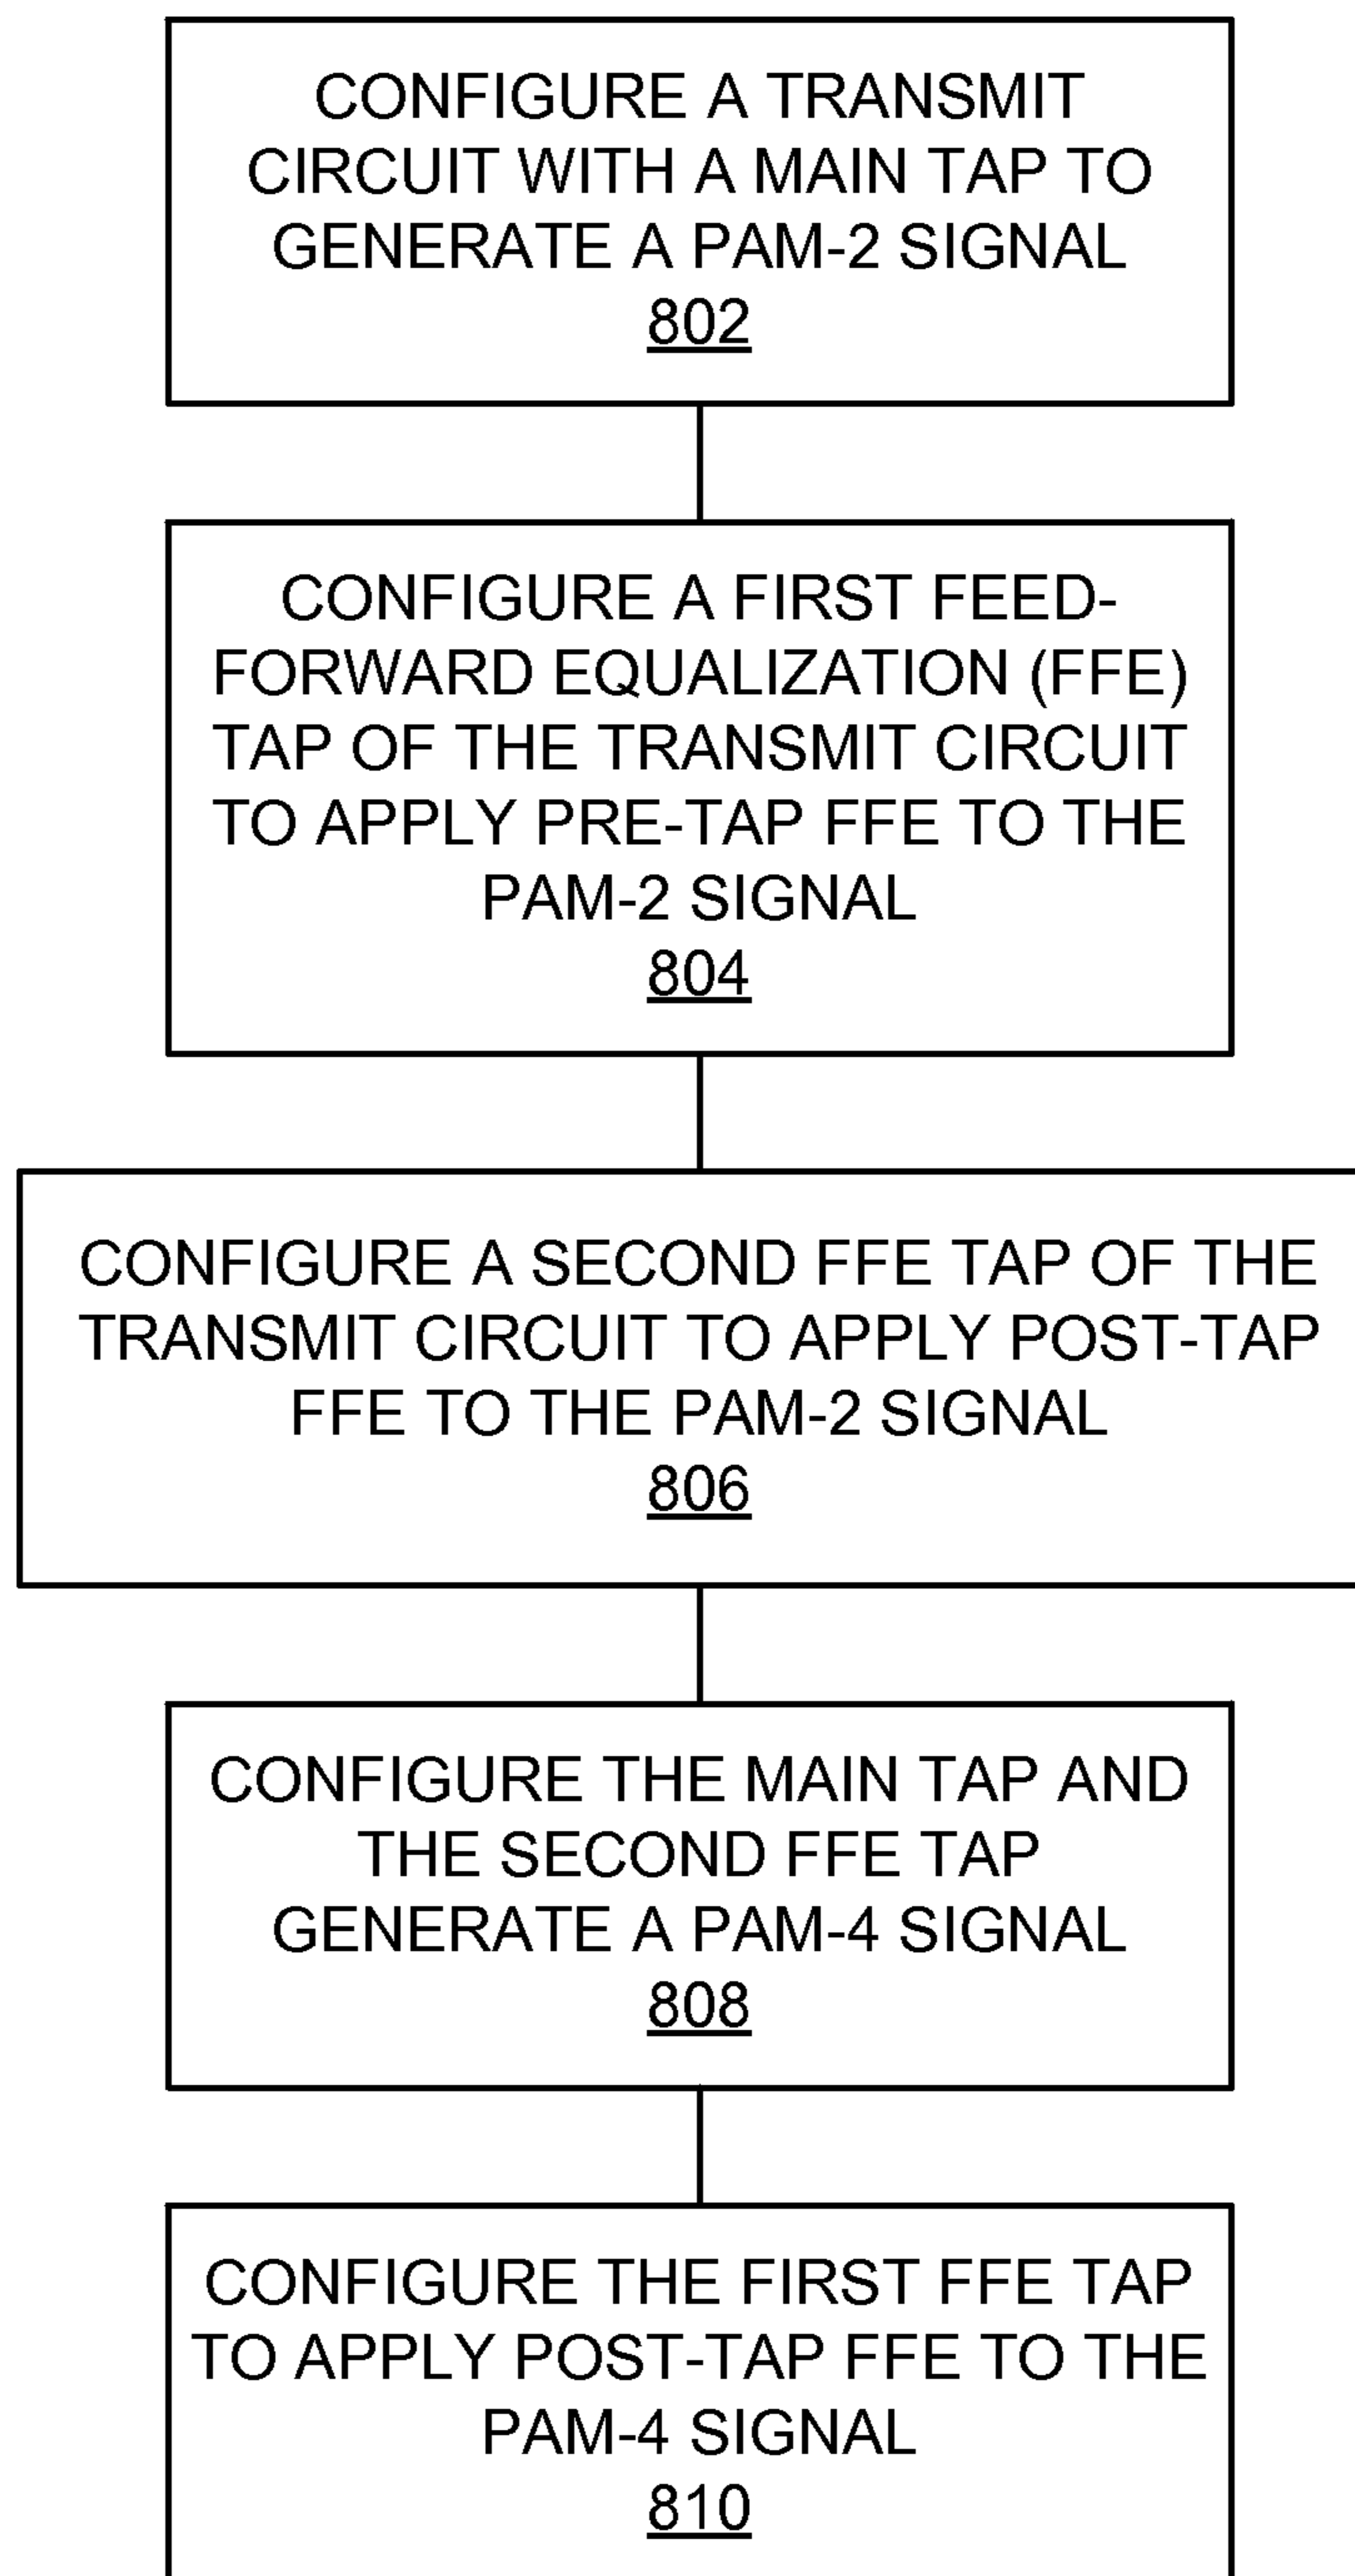 CONFIGURE A TRANSMIT
CIRCUIT WITH A MAIN TAP TO
GENERATE A PAM-2 SIGNAL
802
CONFIGURE A FIRST FEED-
FORWARD EQUALIZATION (FFE)
TAP OF THE TRANSMIT CIRCUIT
TO APPLY PRE-TAP FFE TO THE
PAM-2 SIGNAL
804
CONFIGURE A SECOND FFE TAP OF THE
TRANSMIT CIRCUIT TO APPLY POST-TAP
FFE TO THE PAM-2 SIGNAL
806
CONFIGURE THE MAIN TAP AND
THE SECOND FFE TAP
GENERATE A PAM-4 SIGNAL
808
CONFIGURE THE FIRST FFE TAP
TO APPLY POST-TAP FFE TO THE
PAM-4 SIGNAL
810